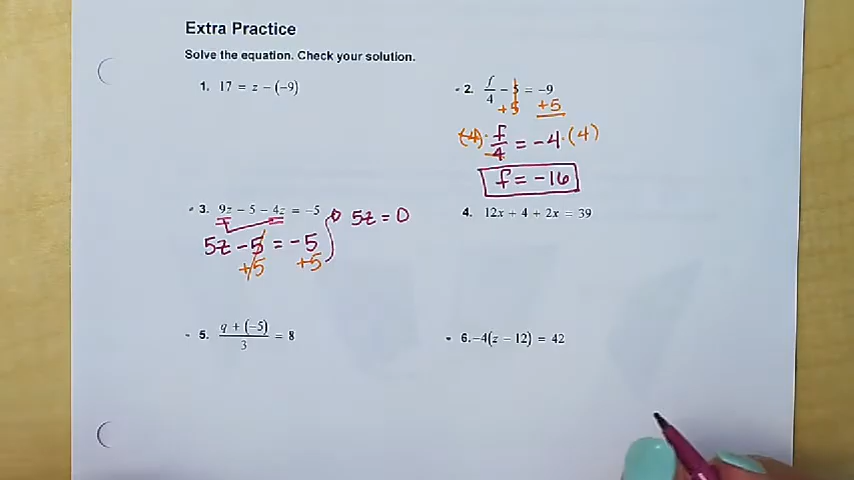 Extra Practice
Solve the equation. Check your solution.
1. 17 = z − (−9)
- 2. f/4 − 5 = −9
+5 +5
(4) · f/4 = −4 · (4)
f = −16
- 3. 9z − 5 − 4z = −5
5z − 5 = −5
+5 +5
5z = 0
4. 12x + 4 + 2x = 39
- 5. q + (−5)/3 = 8
- 6. −4(z − 12) = 42